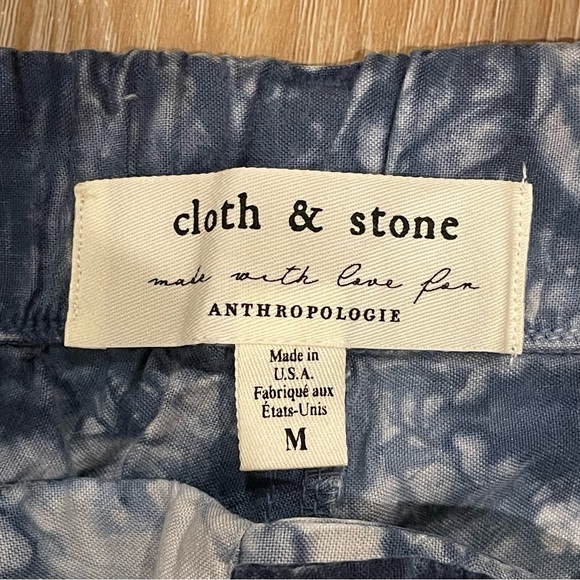 cloth & stone
made with love for
ANTHROPOLOGIE
Made in
U.S.A.
Fabriqué aux
États-Unis
M